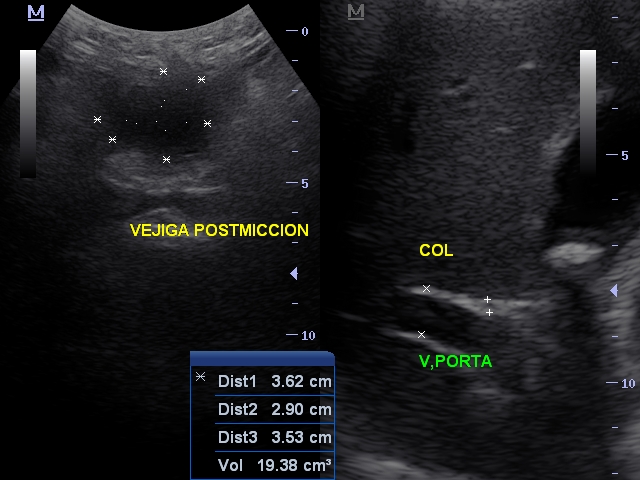 M
0
5
10
VEJIGA POSTMICCION
Dist1 3.62 cm
Dist2 2.90 cm
Dist3 3.53 cm
Vol 19.38 cm³
M
5
10
COL
V,PORTA